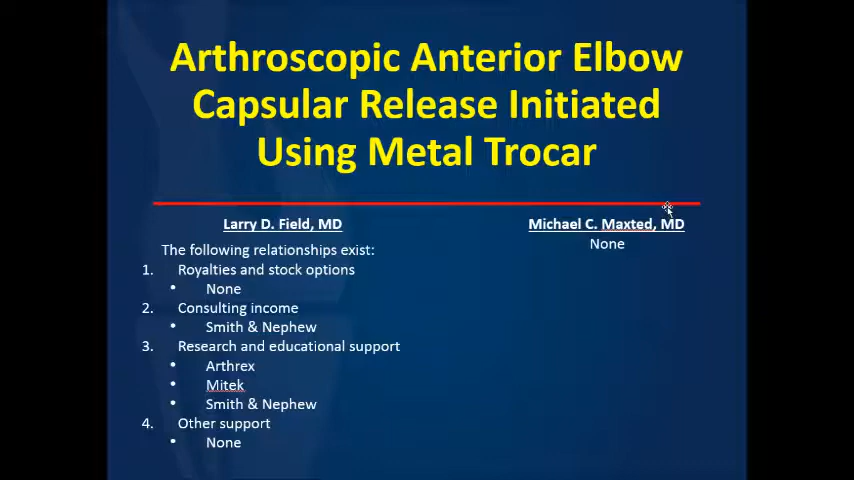 Arthroscopic Anterior Elbow
Capsular Release Initiated
Using Metal Trocar
Larry D. Field, MD
The following relationships exist:
1. Royalties and stock options
• None
2. Consulting income
• Smith & Nephew
3. Research and educational support
• Arthrex
• Mitek
• Smith & Nephew
4. Other support
• None
Michael C. Maxted, MD
None